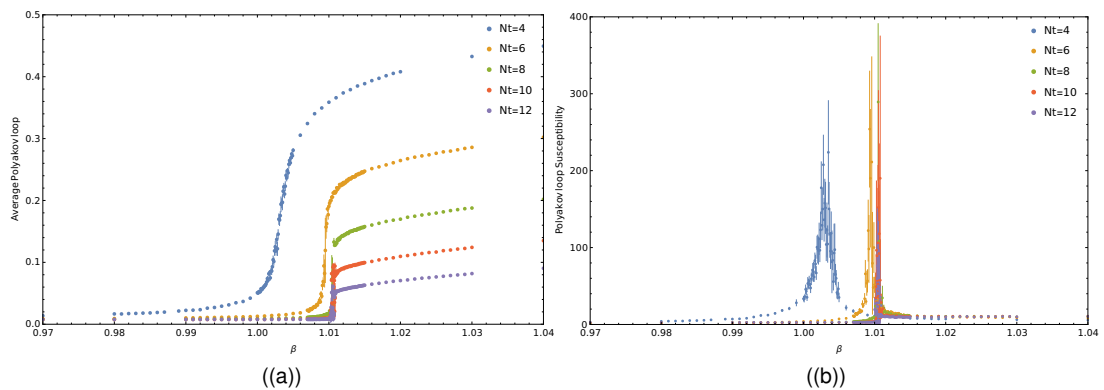 Average Polyakov loop
0.5
0.4
0.3
0.2
0.1
0.0
0.97 0.98 0.99 1.00 1.01 1.02 1.03 1.04
β
Nt=4
Nt=6
Nt=8
Nt=10
Nt=12
((a))
Polyakov loop Susceptibility
400
300
200
100
0
0.97 0.98 0.99 1.00 1.01 1.02 1.03 1.04
β
Nt=4
Nt=6
Nt=8
Nt=10
Nt=12
((b))